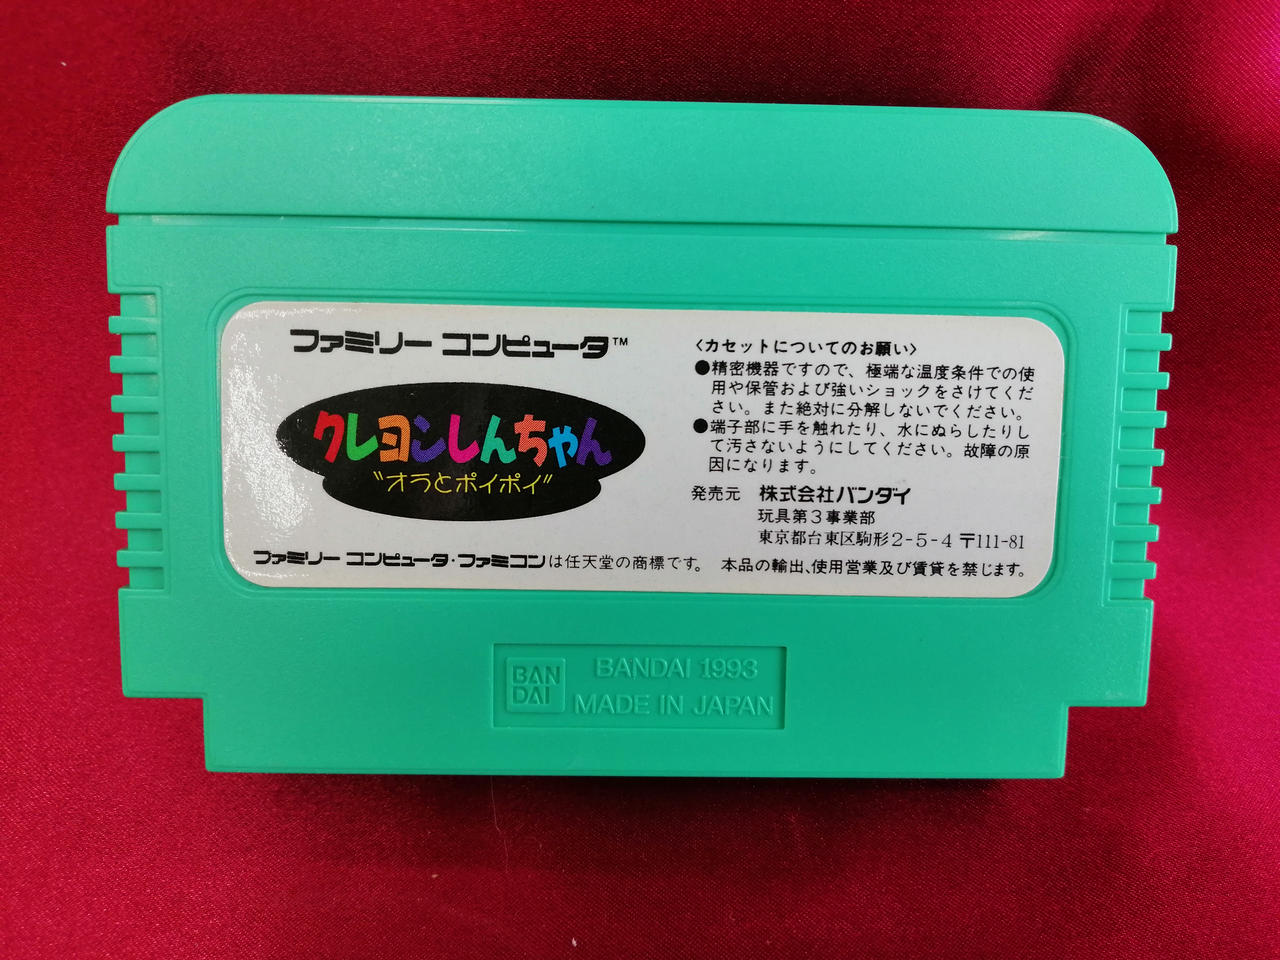 ファミリー コンピュータ™
クレヨンしんちゃん
"オラとポイポイ"
〈カセットについてのお願い〉
●精密機器ですので、極端な温度条件での使
用や保管および強いショックをさけてくだ
さい。また絶対に分解しないでください。
●端子部に手を触れたり、水にぬらしたりし
て汚さないようにしてください。故障の原
因になります。
発売元 株式会社バンダイ
玩具第3事業部
東京都台東区駒形2-5-4 〒111-81
ファミリー コンピュータ・ファミコンは任天堂の商標です。 本品の輸出、使用営業及び賃貸を禁じます。
BAN
DAI
BANDAI 1993
MADE IN JAPAN